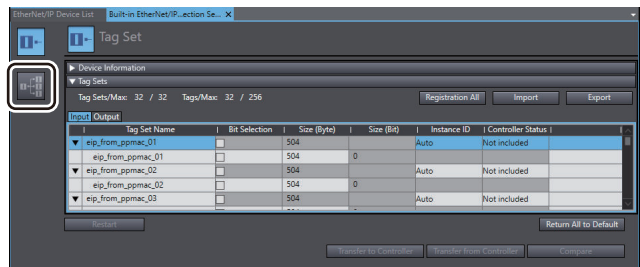 EtherNet/IP Device List Built-in EtherNet/IP...ection Se... X
Tag Set
▶ Device Information
▼ Tag Sets
Tag Sets/Max: 32 / 32 Tags/Max: 32 / 256 Registration All Import Export
Input Output
Tag Set Name Bit Selection Size (Byte) Size (Bit) Instance ID Controller Status
▼ eip_from_ppmac_01 504 Auto Not included
eip_from_ppmac_01 504 0
▼ eip_from_ppmac_02 504 Auto Not included
eip_from_ppmac_02 504 0
▼ eip_from_ppmac_03 504 Auto Not included
Restart Return All to Default
Transfer to Controller Transfer from Controller Compare